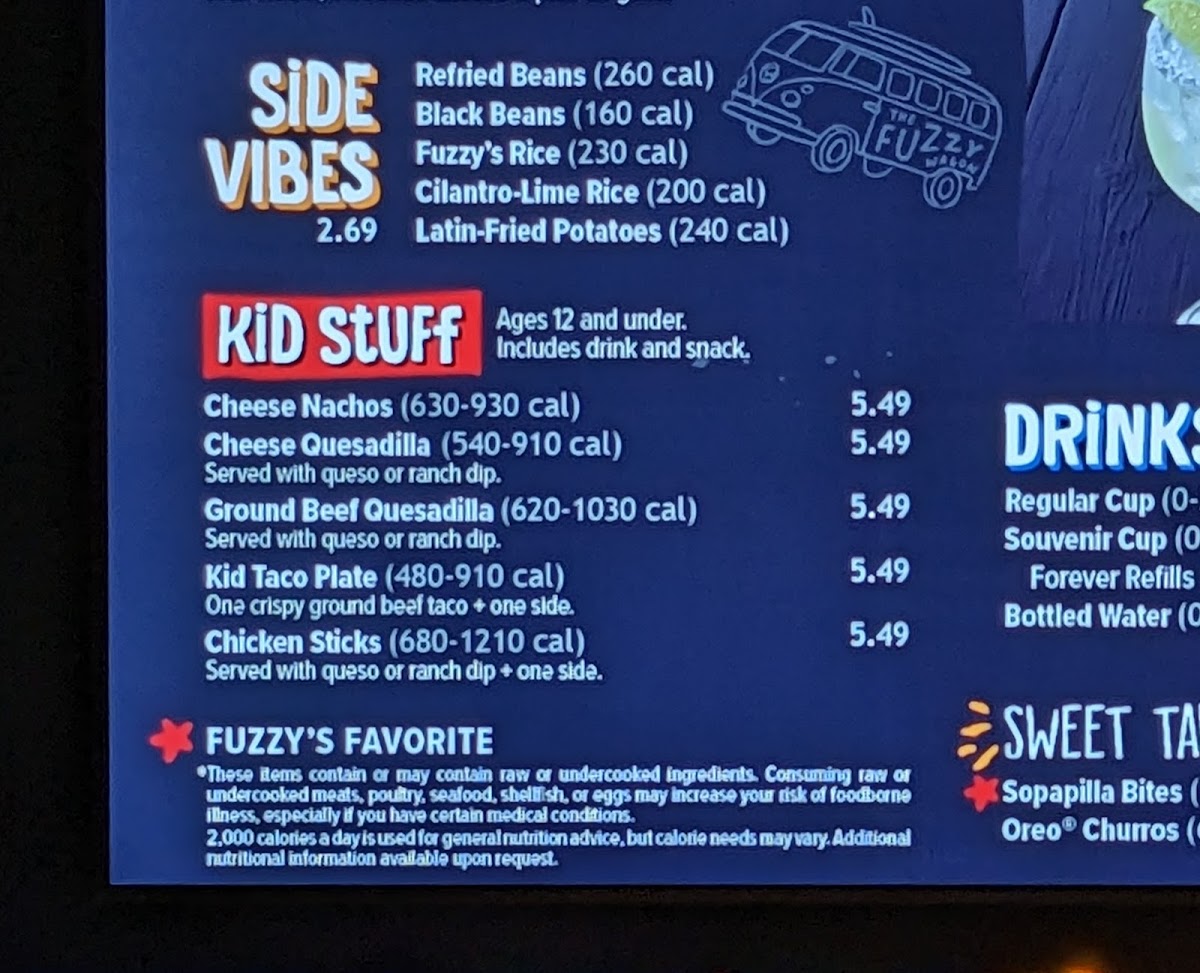 SiDE
VIBES
2.69
Refried Beans (260 cal)
Black Beans (160 cal)
Fuzzy's Rice (230 cal)
Cilantro-Lime Rice (200 cal)
Latin-Fried Potatoes (240 cal)
THE
FUZZY
WAGON
KiD StUFf
Ages 12 and under.
Includes drink and snack.
Cheese Nachos (630-930 cal) 5.49
Cheese Quesadilla (540-910 cal) 5.49
Served with queso or ranch dip.
Ground Beef Quesadilla (620-1030 cal) 5.49
Served with queso or ranch dip.
Kid Taco Plate (480-910 cal) 5.49
One crispy ground beef taco + one side.
Chicken Sticks (680-1210 cal) 5.49
Served with queso or ranch dip + one side.
FUZZY'S FAVORITE
*These items contain or may contain raw or undercooked ingredients. Consuming raw or
undercooked meats, poultry, seafood, shellfish, or eggs may increase your risk of foodborne
illness, especially if you have certain medical conditions.
2,000 calories a day is used for general nutrition advice, but calorie needs may vary. Additional
nutritional information available upon request.
DRiNKS
Regular Cup (0-
Souvenir Cup (0
Forever Refills
Bottled Water (0
SWEET TA
Sopapilla Bites (
Oreo® Churros (